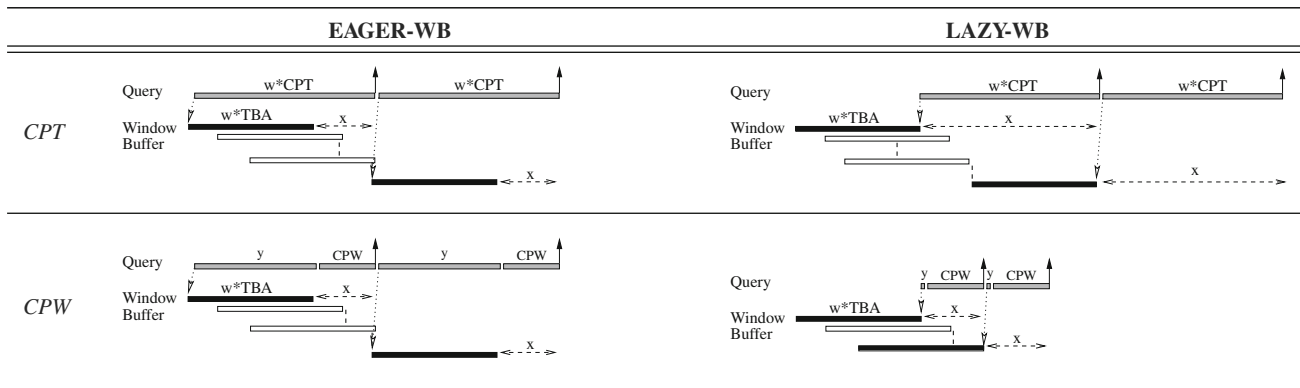 EAGER-WB LAZY-WB
CPT
Query w*CPT w*CPT
Window Buffer w*TBA x
x
Query w*CPT w*CPT
Window Buffer w*TBA x
x
CPW
Query y CPW y CPW
Window Buffer w*TBA x
x
Query y CPW y CPW
Window Buffer w*TBA x
x